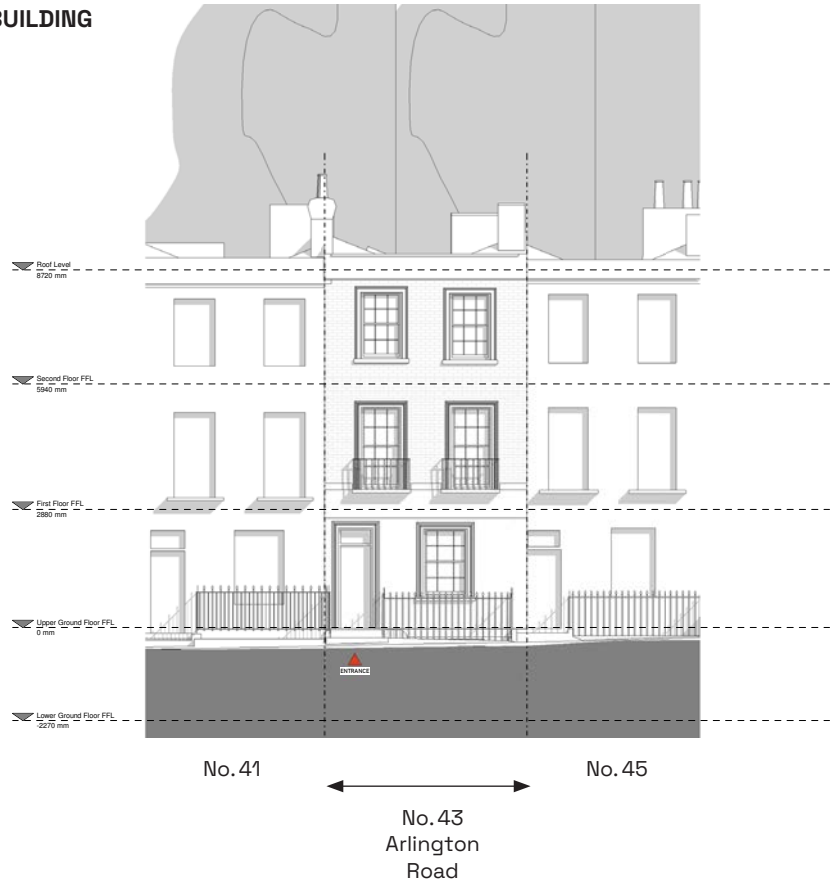 BUILDING
Roof Level
8720 mm
Second Floor FFL
5940 mm
First Floor FFL
2880 mm
Upper Ground Floor FFL
0 mm
ENTRANCE
Lower Ground Floor FFL
-2270 mm
No.41
No.45
No.43
Arlington
Road